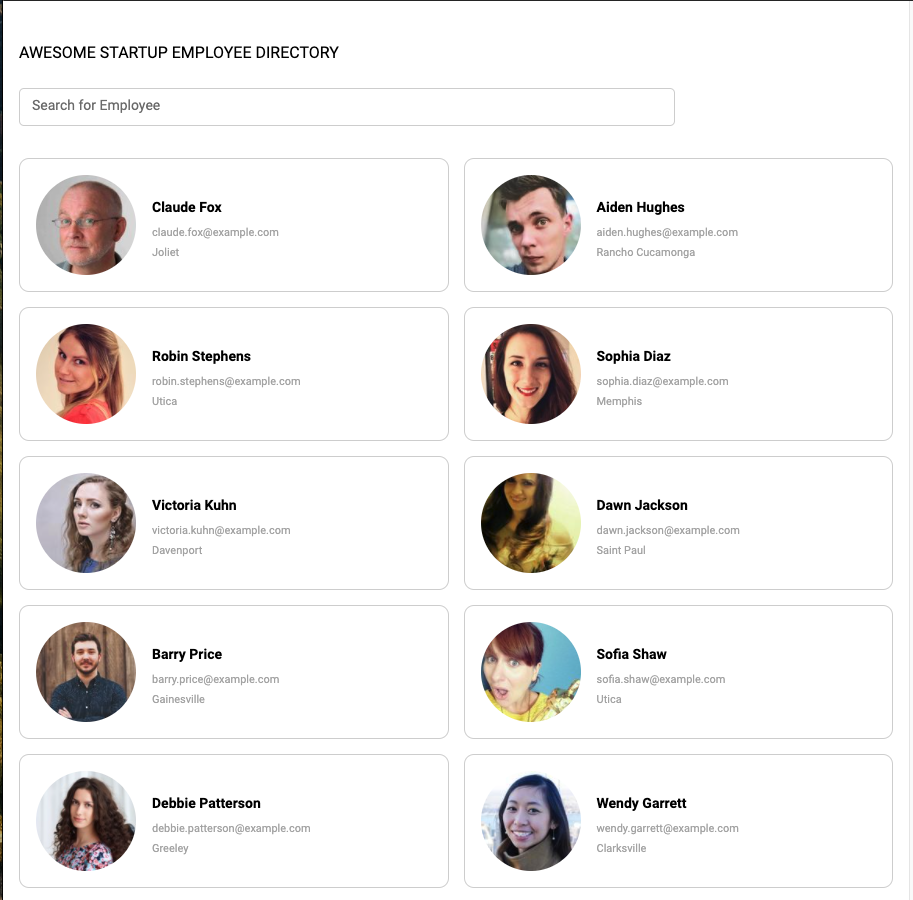 AWESOME STARTUP EMPLOYEE DIRECTORY
Search for Employee
Claude Fox
claude.fox@example.com
Joliet
Aiden Hughes
aiden.hughes@example.com
Rancho Cucamonga
Robin Stephens
robin.stephens@example.com
Utica
Sophia Diaz
sophia.diaz@example.com
Memphis
Victoria Kuhn
victoria.kuhn@example.com
Davenport
Dawn Jackson
dawn.jackson@example.com
Saint Paul
Barry Price
barry.price@example.com
Gainesville
Sofia Shaw
sofia.shaw@example.com
Utica
Debbie Patterson
debbie.patterson@example.com
Greeley
Wendy Garrett
wendy.garrett@example.com
Clarksville